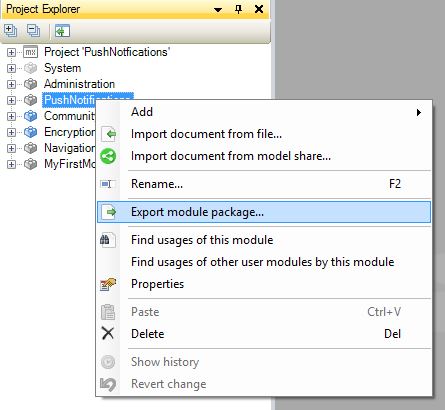 Project Explorer
mx
Project 'PushNotfications'
System
Administration
PushNotifications
Community
Encryption
Navigation
MyFirstMo
Add
Import document from file...
Import document from model share...
Rename... F2
Export module package...
Find usages of this module
Find usages of other user modules by this module
Properties
Paste Ctrl+V
Delete Del
Show history
Revert change